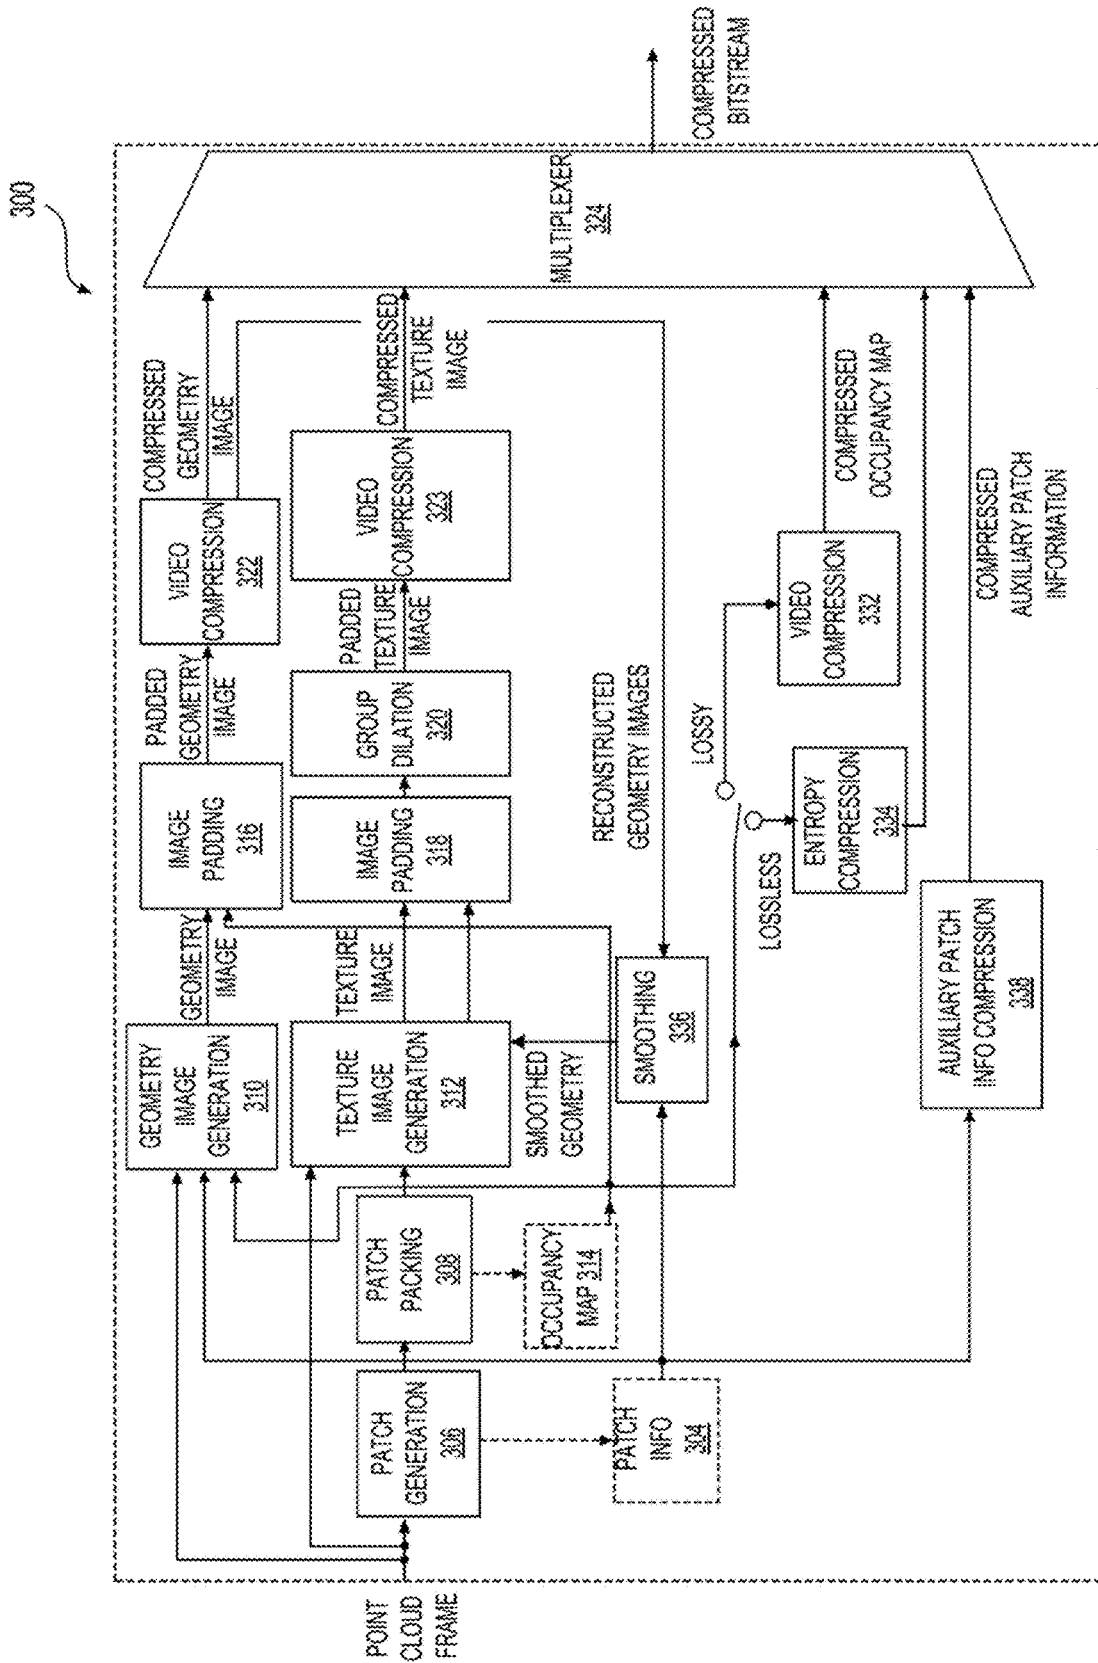 300
POINT
CLOUD
FRAME
PATCH
GENERATION
306
PATCH
INFO
304
PATCH
PACKING
308
OCCUPANCY
MAP 314
GEOMETRY
IMAGE
GENERATION
310
TEXTURE
IMAGE
GENERATION
312
SMOOTHED
GEOMETRY
SMOOTHING
336
GEOMETRY
IMAGE
TEXTURE
IMAGE
IMAGE
PADDING
316
IMAGE
PADDING
318
GROUP
DILATION
320
PADDED
GEOMETRY
IMAGE
PADDED
TEXTURE
IMAGE
VIDEO
COMPRESSION
322
VIDEO
COMPRESSION
323
RECONSTRUCTED
GEOMETRY IMAGES
LOSSY
LOSSLESS
ENTROPY
COMPRESSION
334
VIDEO
COMPRESSION
332
AUXILIARY PATCH
INFO COMPRESSION
338
COMPRESSED
GEOMETRY
IMAGE
COMPRESSED
TEXTURE
IMAGE
COMPRESSED
OCCUPANCY MAP
COMPRESSED
AUXILIARY PATCH
INFORMATION
MULTIPLEXER
324
COMPRESSED
BITSTREAM